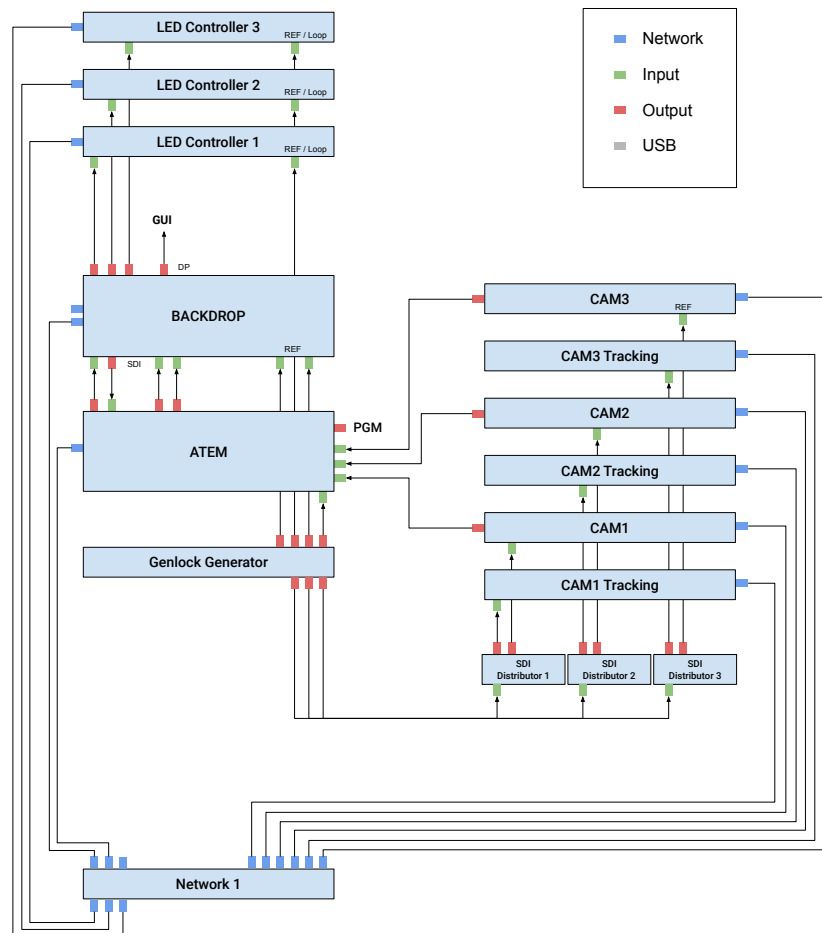 LED Controller 3
REF / Loop
LED Controller 2
REF / Loop
LED Controller 1
REF / Loop
Network
Input
Output
USB
GUI
DP
BACKDROP
REF
SDI
ATEM
PGM
Genlock Generator
CAM3
REF
CAM3 Tracking
CAM2
CAM2 Tracking
CAM1
CAM1 Tracking
SDI
Distributor 1
SDI
Distributor 2
SDI
Distributor 3
Network 1